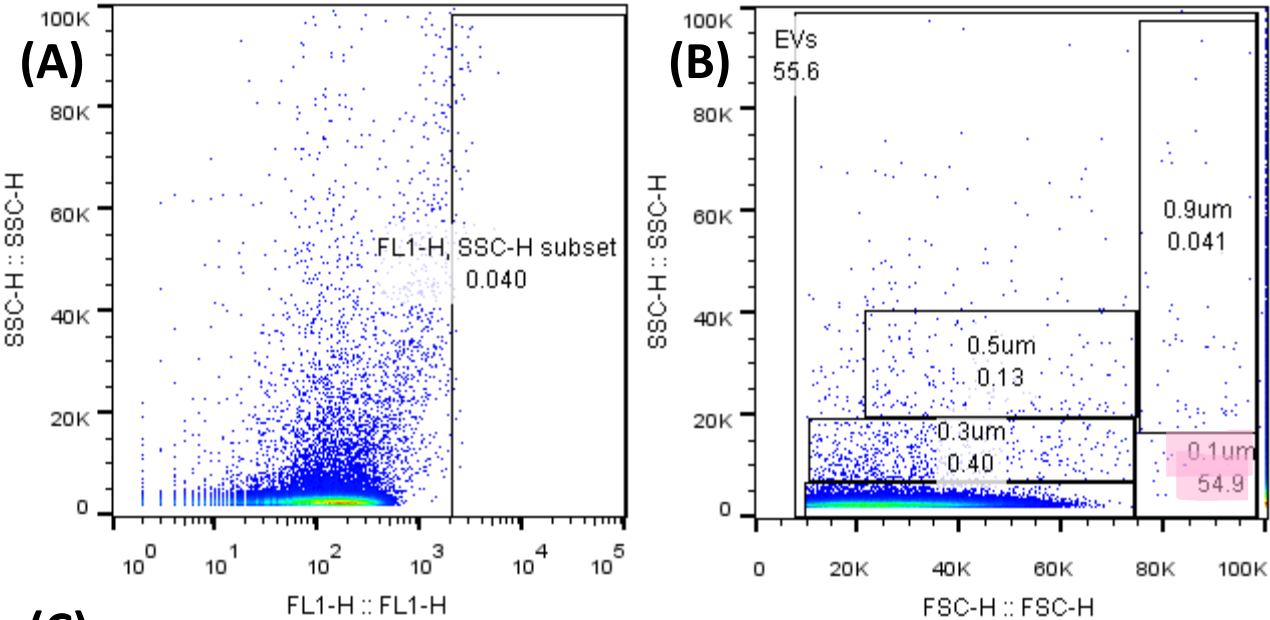 (A)
100K
80K
60K
40K
20K
0
SSC-H :: SSC-H
FL1-H, SSC-H subset
0.040
10^0
10^1
10^2
10^3
10^4
10^5
FL1-H :: FL1-H
(B)
100K
80K
60K
40K
20K
0
SSC-H :: SSC-H
EVs
55.6
0.9um
0.041
0.5um
0.13
0.3um
0.40
0.1um
54.9
0
20K
40K
60K
80K
100K
FSC-H :: FSC-H